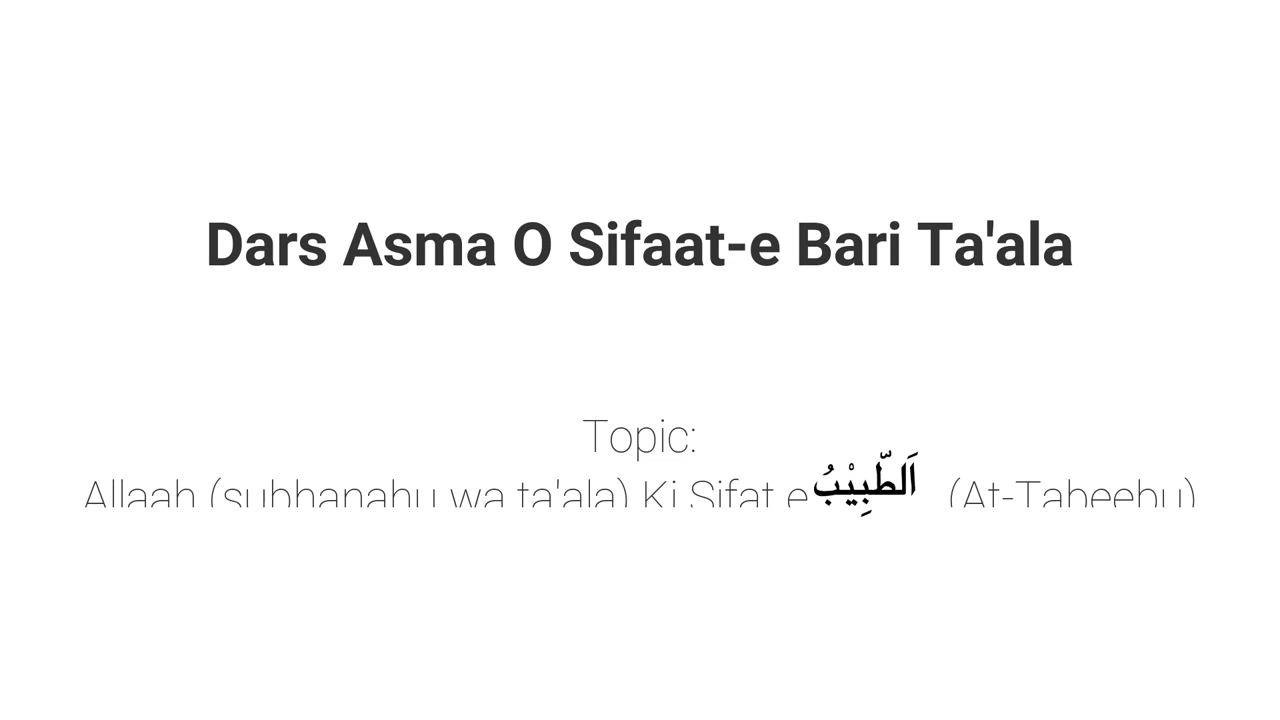 Dars Asma O Sifaat-e Bari Ta'ala
Topic:
Allaah (subhanahu wa ta'ala) Ki Sifat e اَلطَّبِيْبُ (At-Tabeebu)